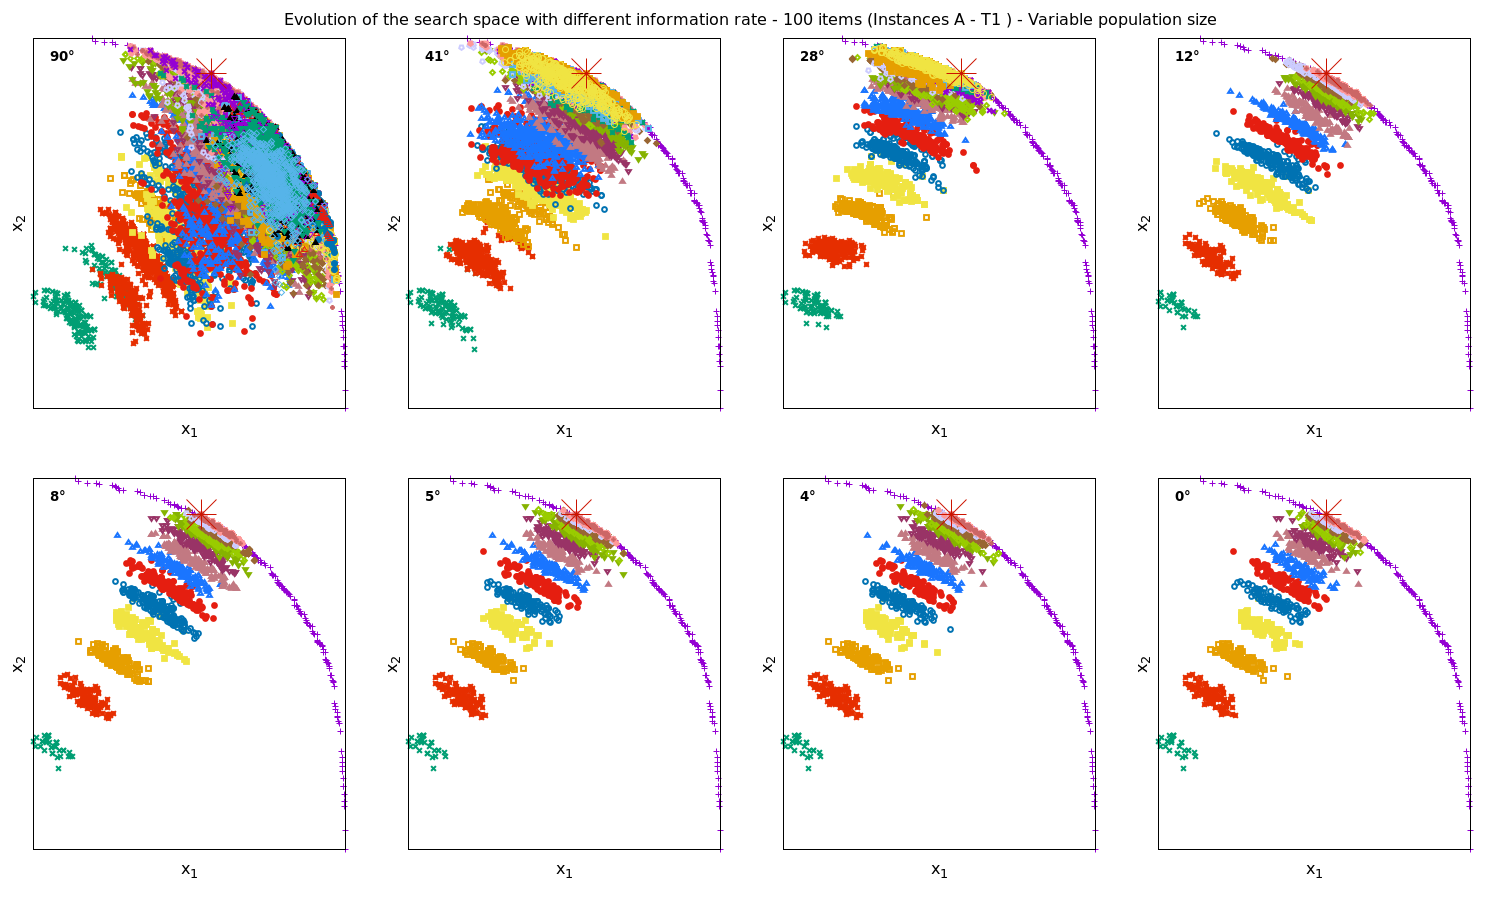 Evolution of the search space with different information rate - 100 items (Instances A - T1 ) - Variable population size
90°
41°
28°
12°
x2
x2
x2
x2
x1
x1
x1
x1
8°
5°
4°
0°
x2
x2
x2
x2
x1
x1
x1
x1